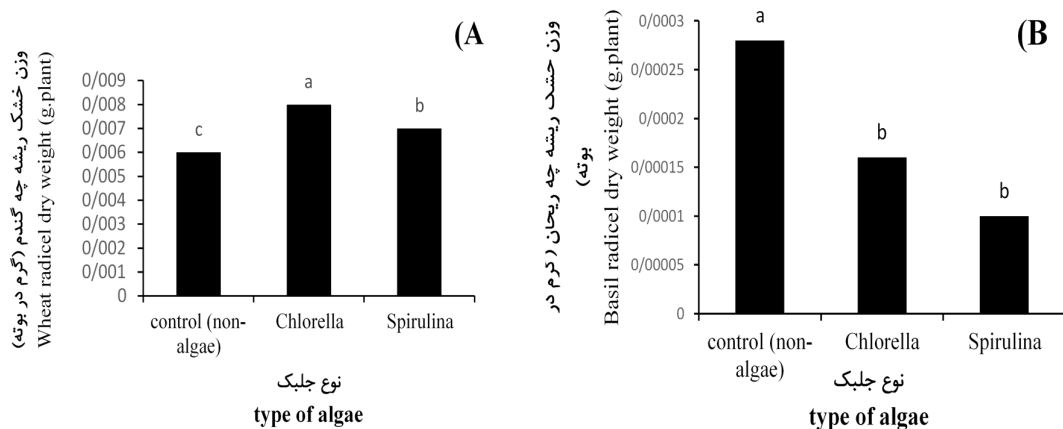 (A
وزن خشک ریشه چه گندم (گرم در بوته)
Wheat radicel dry weight (g.plant)
0/009
0/008
0/007
0/006
0/005
0/004
0/003
0/002
0/001
0
c
a
b
control (non-
algae)
Chlorella
Spirulina
نوع جلبک
type of algae
(B
وزن خشک ریشه چه ریحان (گرم در
بوته)
Basil radicel dry weight (g.plant)
0/0003
0/00025
0/0002
0/00015
0/0001
0/00005
0
a
b
b
control (non-
algae)
Chlorella
Spirulina
نوع جلبک
type of algae